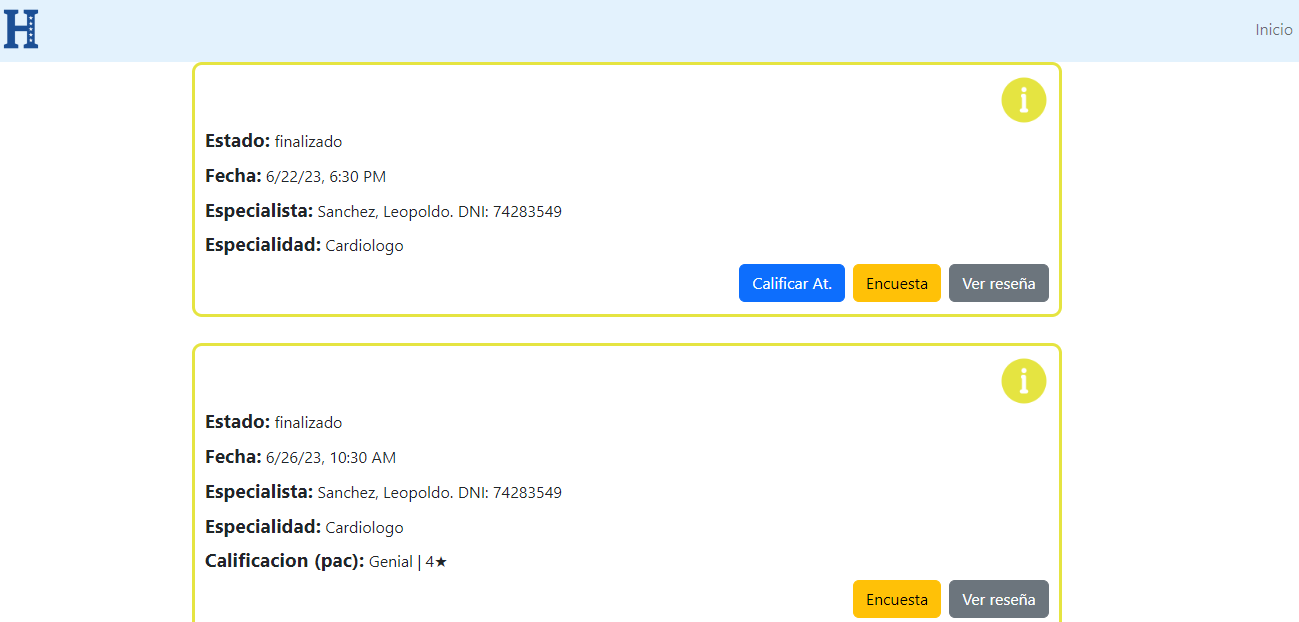 H
Inicio
i
Estado: finalizado
Fecha: 6/22/23, 6:30 PM
Especialista: Sanchez, Leopoldo. DNI: 74283549
Especialidad: Cardiologo
Calificar At. Encuesta Ver reseña
i
Estado: finalizado
Fecha: 6/26/23, 10:30 AM
Especialista: Sanchez, Leopoldo. DNI: 74283549
Especialidad: Cardiologo
Calificacion (pac): Genial | 4★
Encuesta Ver reseña